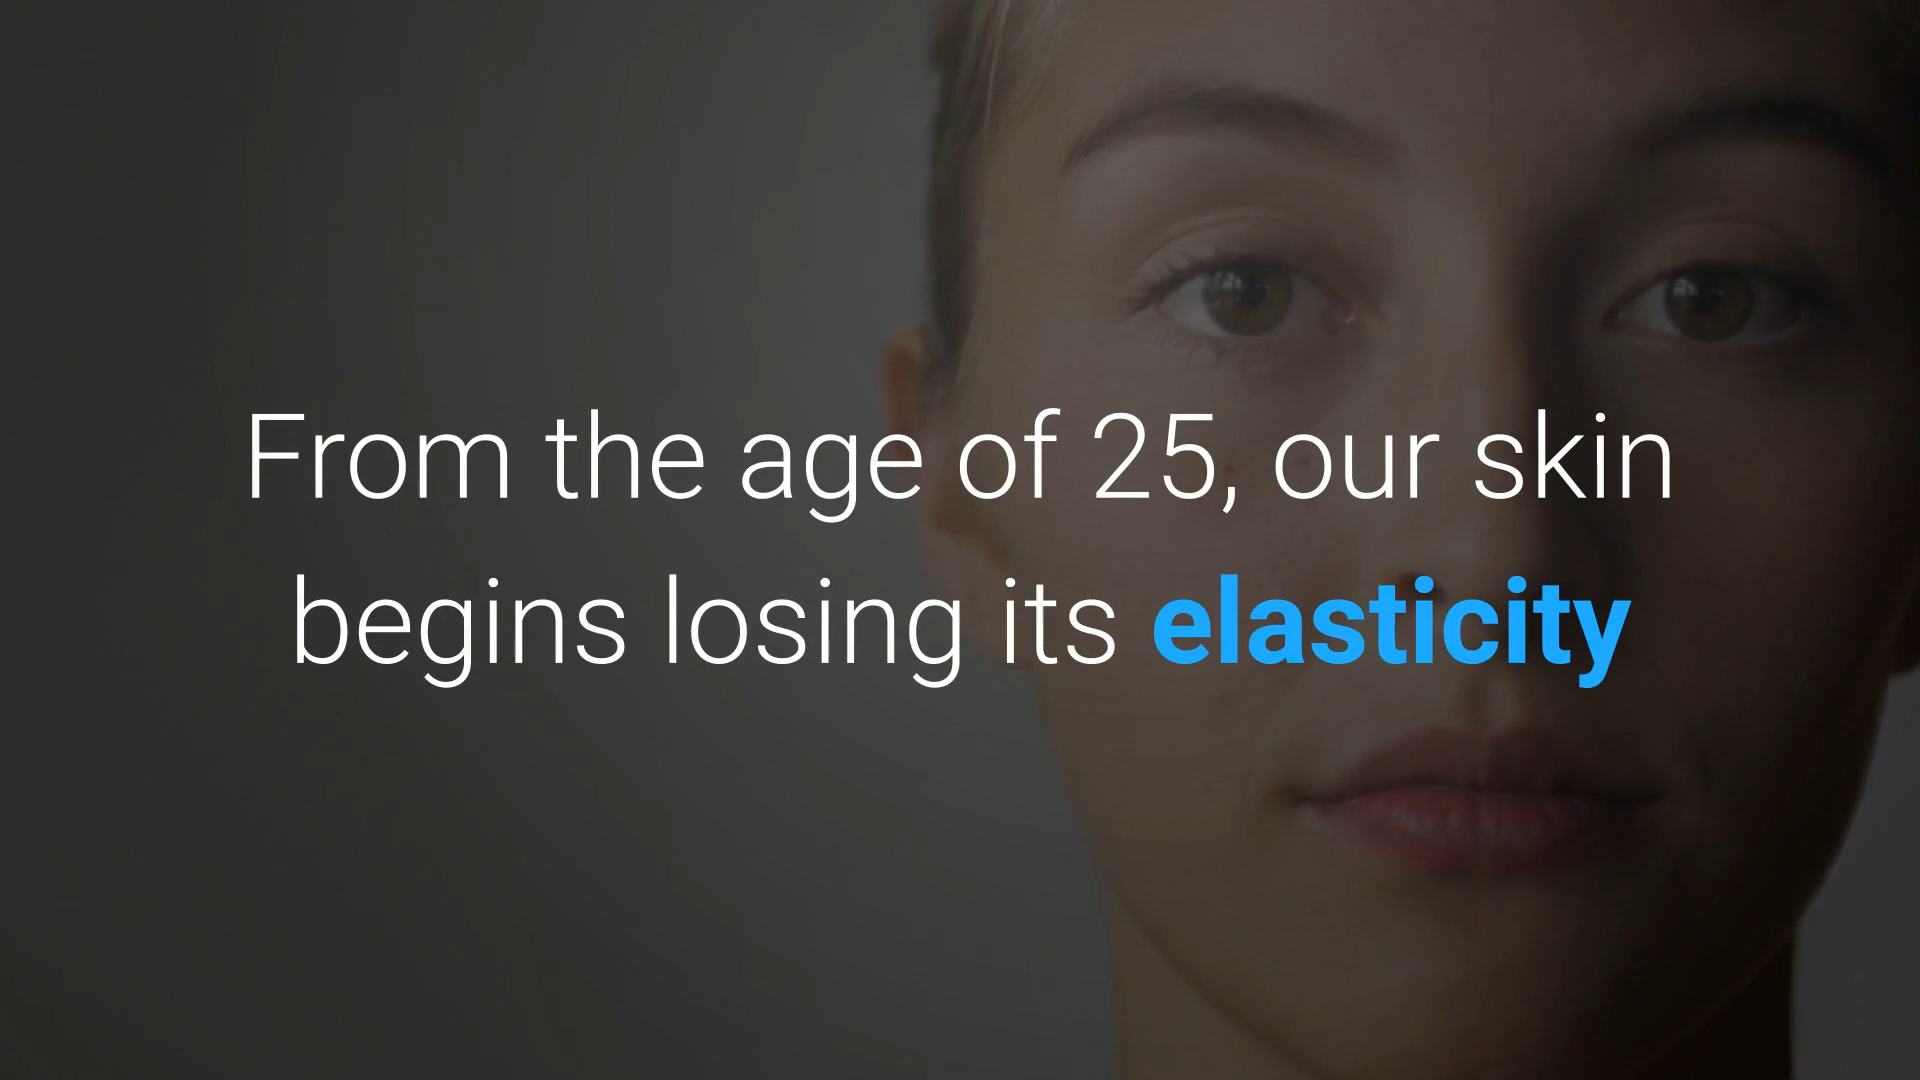 From the age of 25, our skin
begins losing its elasticity